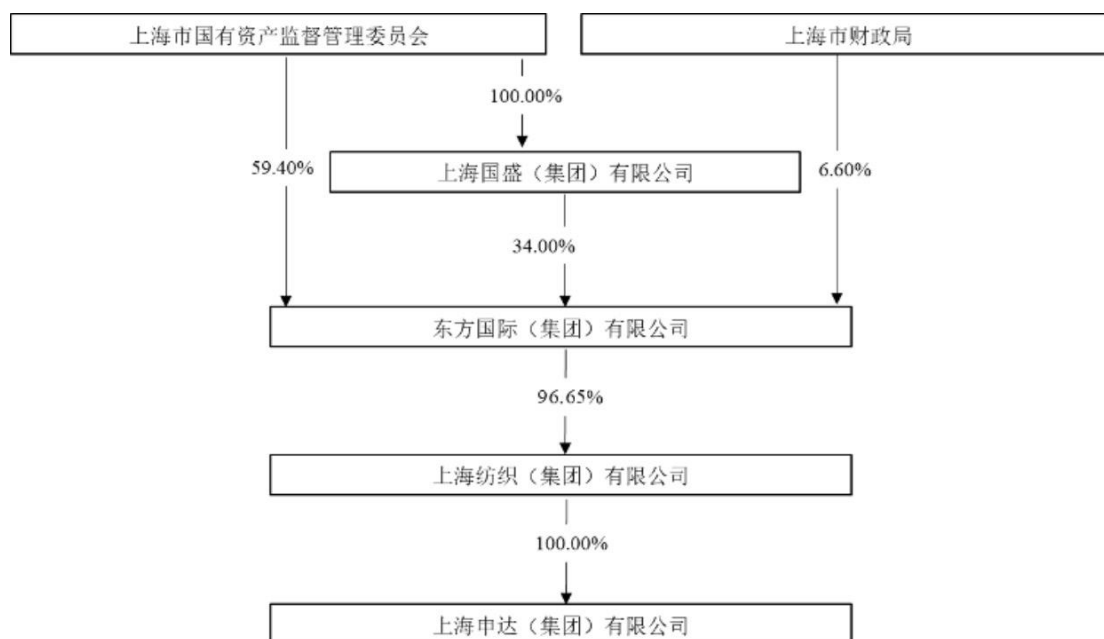 上海市国有资产监督管理委员会
上海市财政局
100.00%
59.40%
上海国盛（集团）有限公司
6.60%
34.00%
东方国际（集团）有限公司
96.65%
上海纺织（集团）有限公司
100.00%
上海申达（集团）有限公司